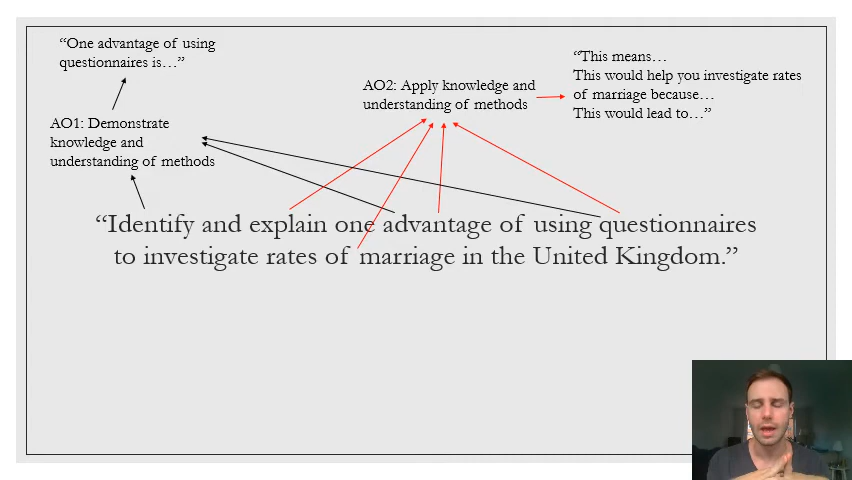 “One advantage of using
questionnaires is…”
AO1: Demonstrate
knowledge and
understanding of methods
AO2: Apply knowledge and
understanding of methods
“This means…
This would help you investigate rates
of marriage because…
This would lead to…”
“Identify and explain one advantage of using questionnaires
to investigate rates of marriage in the United Kingdom.”